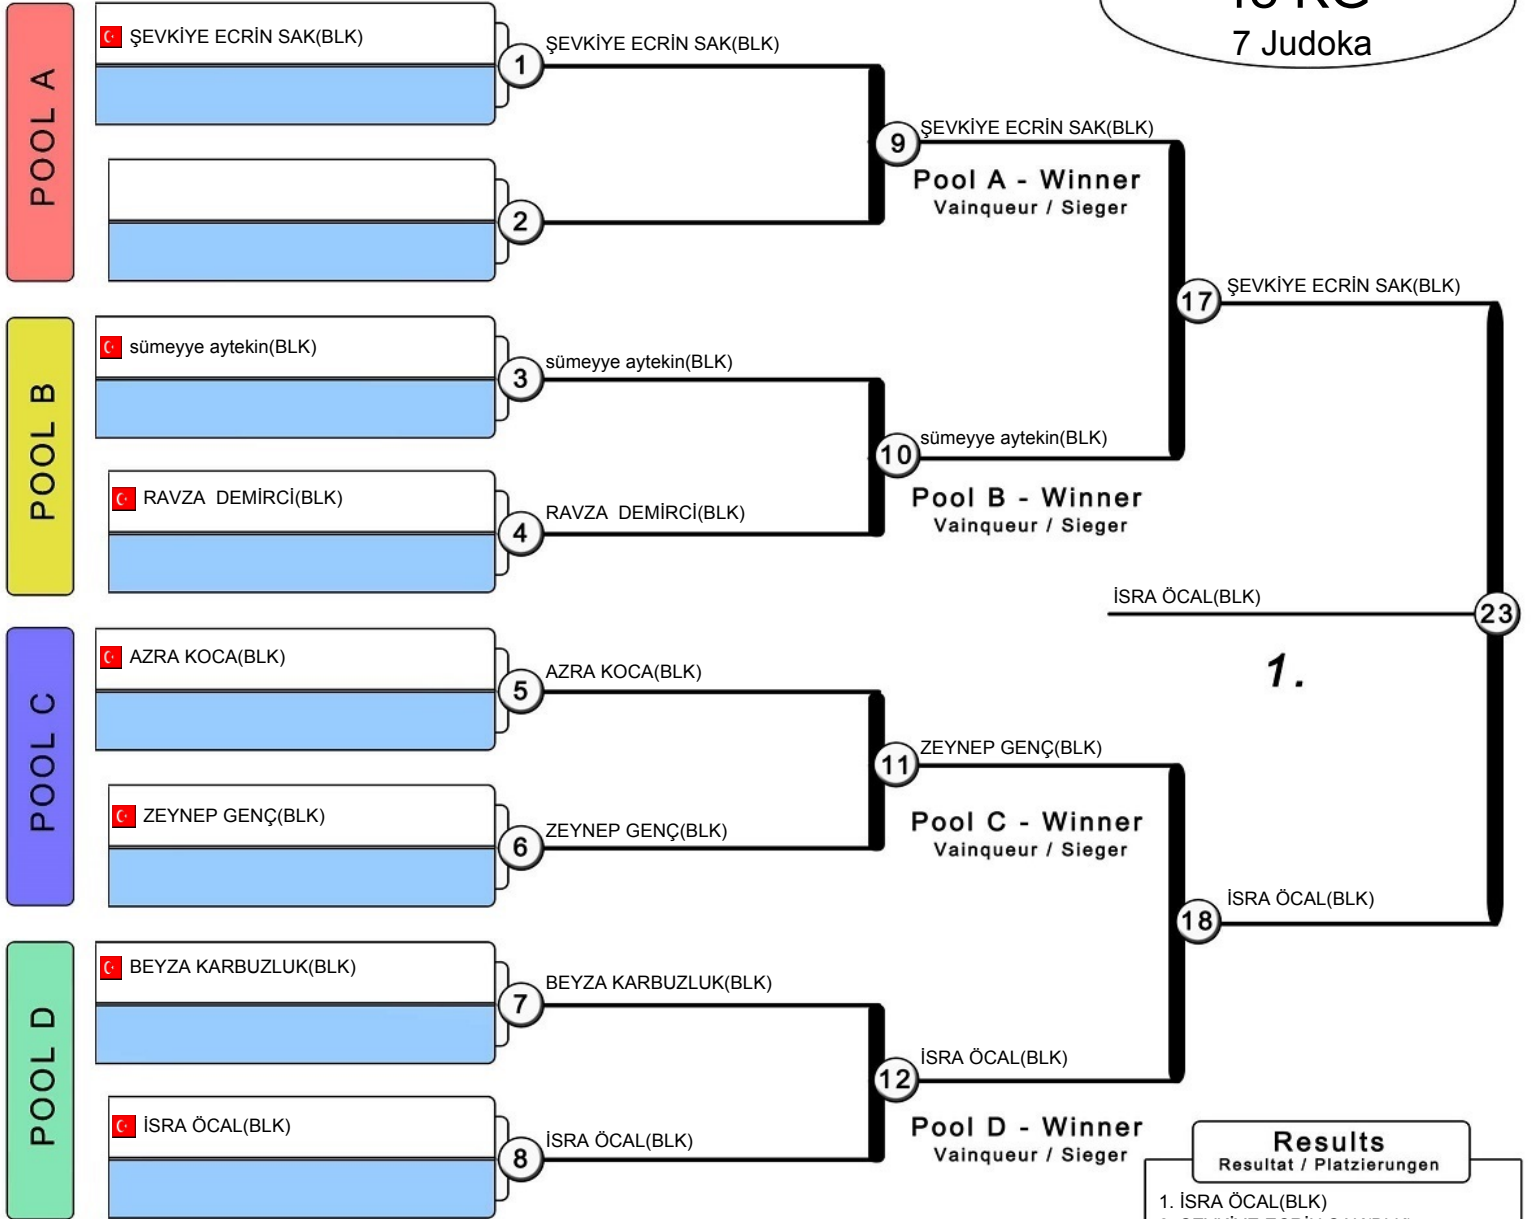 KG
7 Judoka
POOL A
ŞEVKİYE ECRİN SAK(BLK)
1
ŞEVKİYE ECRİN SAK(BLK)
2
9
ŞEVKİYE ECRİN SAK(BLK)
Pool A - Winner
Vainqueur / Sieger
17
ŞEVKİYE ECRİN SAK(BLK)
POOL B
sümeyye aytekin(BLK)
3
sümeyye aytekin(BLK)
RAVZA  DEMİRCİ(BLK)
4
RAVZA  DEMİRCİ(BLK)
10
sümeyye aytekin(BLK)
Pool B - Winner
Vainqueur / Sieger
İSRA ÖCAL(BLK)
23
1.
POOL C
AZRA KOCA(BLK)
5
AZRA KOCA(BLK)
ZEYNEP GENÇ(BLK)
6
ZEYNEP GENÇ(BLK)
11
ZEYNEP GENÇ(BLK)
Pool C - Winner
Vainqueur / Sieger
18
İSRA ÖCAL(BLK)
POOL D
BEYZA KARBUZLUK(BLK)
7
BEYZA KARBUZLUK(BLK)
İSRA ÖCAL(BLK)
8
İSRA ÖCAL(BLK)
12
İSRA ÖCAL(BLK)
Pool D - Winner
Vainqueur / Sieger
Results
Resultat / Platzierungen
1. İSRA ÖCAL(BLK)